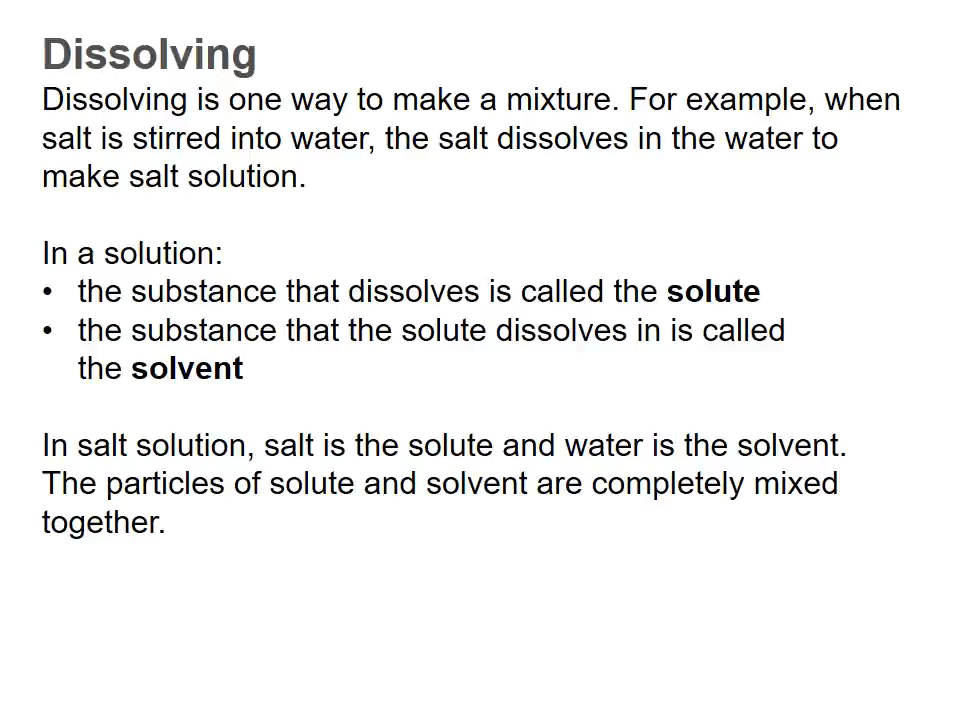 Dissolving
Dissolving is one way to make a mixture. For example, when
salt is stirred into water, the salt dissolves in the water to
make salt solution.
In a solution:
• the substance that dissolves is called the solute
• the substance that the solute dissolves in is called
the solvent
In salt solution, salt is the solute and water is the solvent.
The particles of solute and solvent are completely mixed
together.